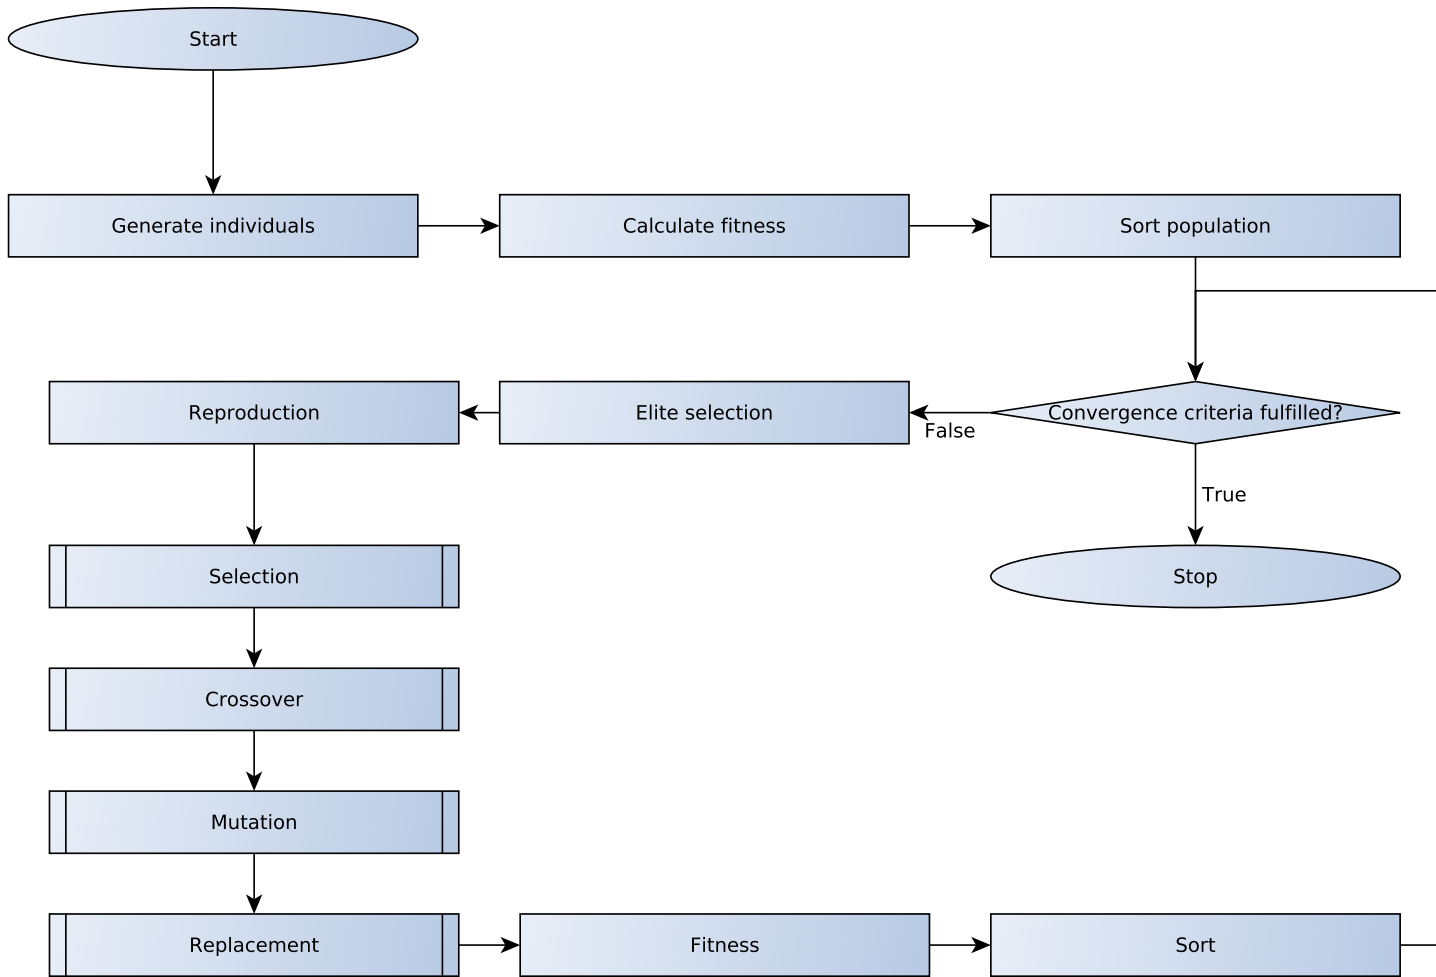 Start
Generate individuals
Calculate fitness
Sort population
Convergence criteria fulfilled?
False
Elite selection
Reproduction
True
Stop
Selection
Crossover
Mutation
Replacement
Fitness
Sort